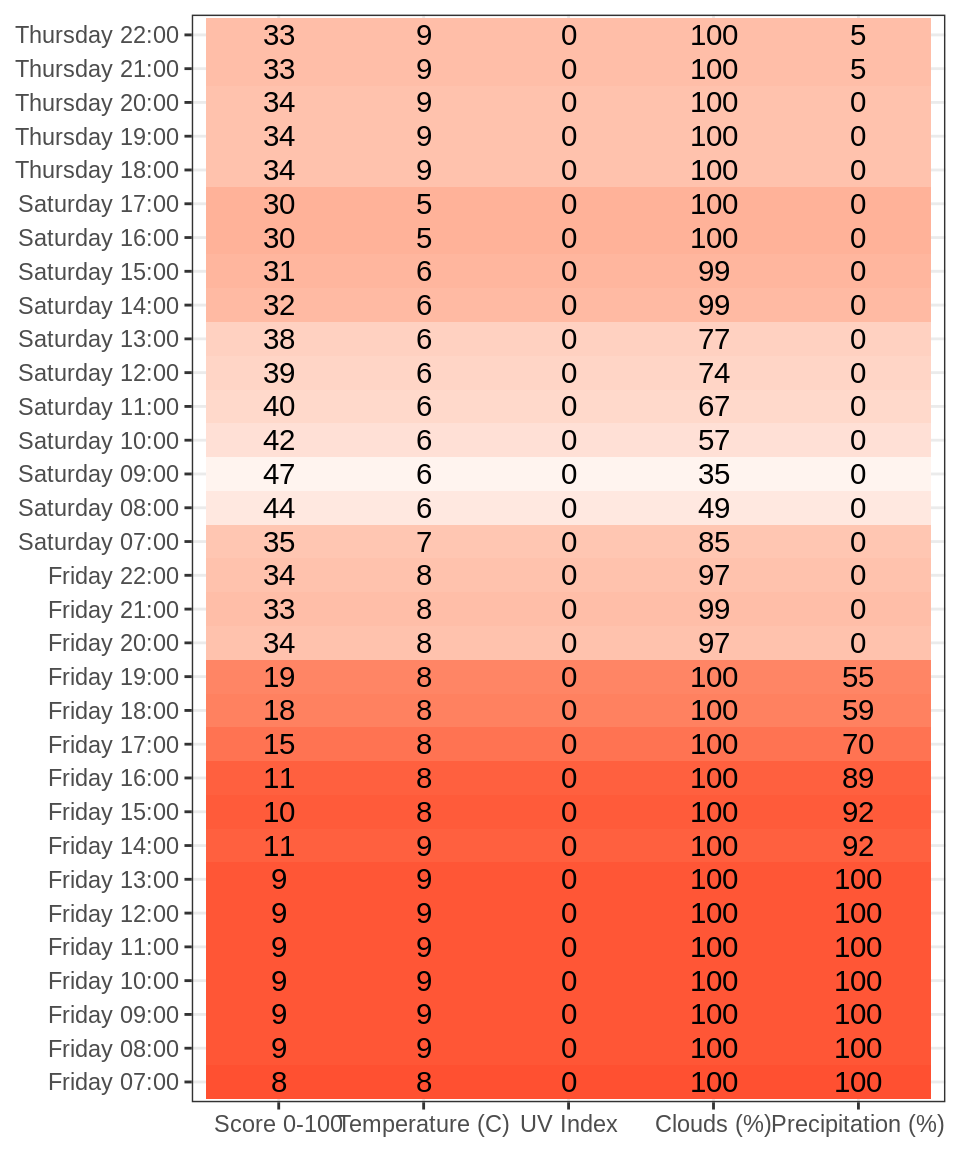 Thursday 22:00 33 9 0 100 5
Thursday 21:00 33 9 0 100 5
Thursday 20:00 34 9 0 100 0
Thursday 19:00 34 9 0 100 0
Thursday 18:00 34 9 0 100 0
Saturday 17:00 30 5 0 100 0
Saturday 16:00 30 5 0 100 0
Saturday 15:00 31 6 0 99 0
Saturday 14:00 32 6 0 99 0
Saturday 13:00 38 6 0 77 0
Saturday 12:00 39 6 0 74 0
Saturday 11:00 40 6 0 67 0
Saturday 10:00 42 6 0 57 0
Saturday 09:00 47 6 0 35 0
Saturday 08:00 44 6 0 49 0
Saturday 07:00 35 7 0 85 0
Friday 22:00 34 8 0 97 0
Friday 21:00 33 8 0 99 0
Friday 20:00 34 8 0 97 0
Friday 19:00 19 8 0 100 55
Friday 18:00 18 8 0 100 59
Friday 17:00 15 8 0 100 70
Friday 16:00 11 8 0 100 89
Friday 15:00 10 8 0 100 92
Friday 14:00 11 9 0 100 92
Friday 13:00 9 9 0 100 100
Friday 12:00 9 9 0 100 100
Friday 11:00 9 9 0 100 100
Friday 10:00 9 9 0 100 100
Friday 09:00 9 9 0 100 100
Friday 08:00 9 9 0 100 100
Friday 07:00 8 8 0 100 100
Score 0-100 Temperature (C) UV Index Clouds (%) Precipitation (%)